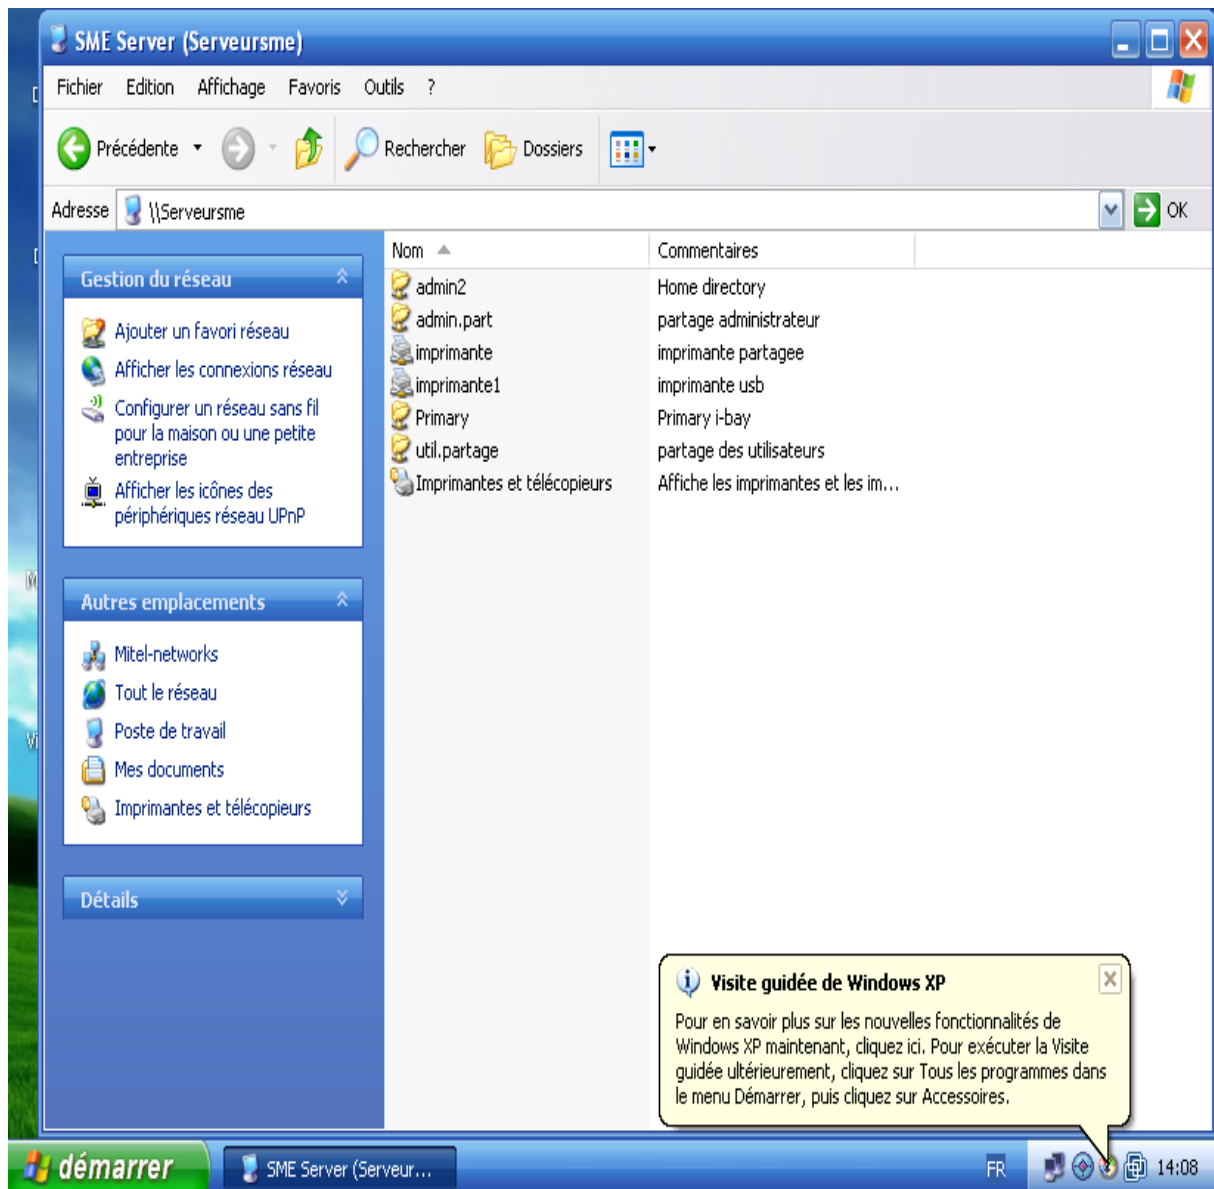 SME Server (Serveursme)
Fichier Edition Affichage Favoris Outils ?
Précédente Rechercher Dossiers
Adresse \\Serveursme OK
Gestion du réseau
Ajouter un favori réseau
Afficher les connexions réseau
Configurer un réseau sans fil
pour la maison ou une petite
entreprise
Afficher les icônes des
périphériques réseau UPnP
Autres emplacements
Mitel-networks
Tout le réseau
Poste de travail
Mes documents
Imprimantes et télécopieurs
Détails
Nom Commentaires
admin2 Home directory
admin.part partage administrateur
imprimante imprimante partagee
imprimante1 imprimante usb
Primary Primary i-bay
util.partage partage des utilisateurs
Imprimantes et télécopieurs Affiche les imprimantes et les im...
Visite guidée de Windows XP
Pour en savoir plus sur les nouvelles fonctionnalités de
Windows XP maintenant, cliquez ici. Pour exécuter la Visite
guidée ultérieurement, cliquez sur Tous les programmes dans
le menu Démarrer, puis cliquez sur Accessoires.
démarrer SME Server (Serveur... FR 14:08